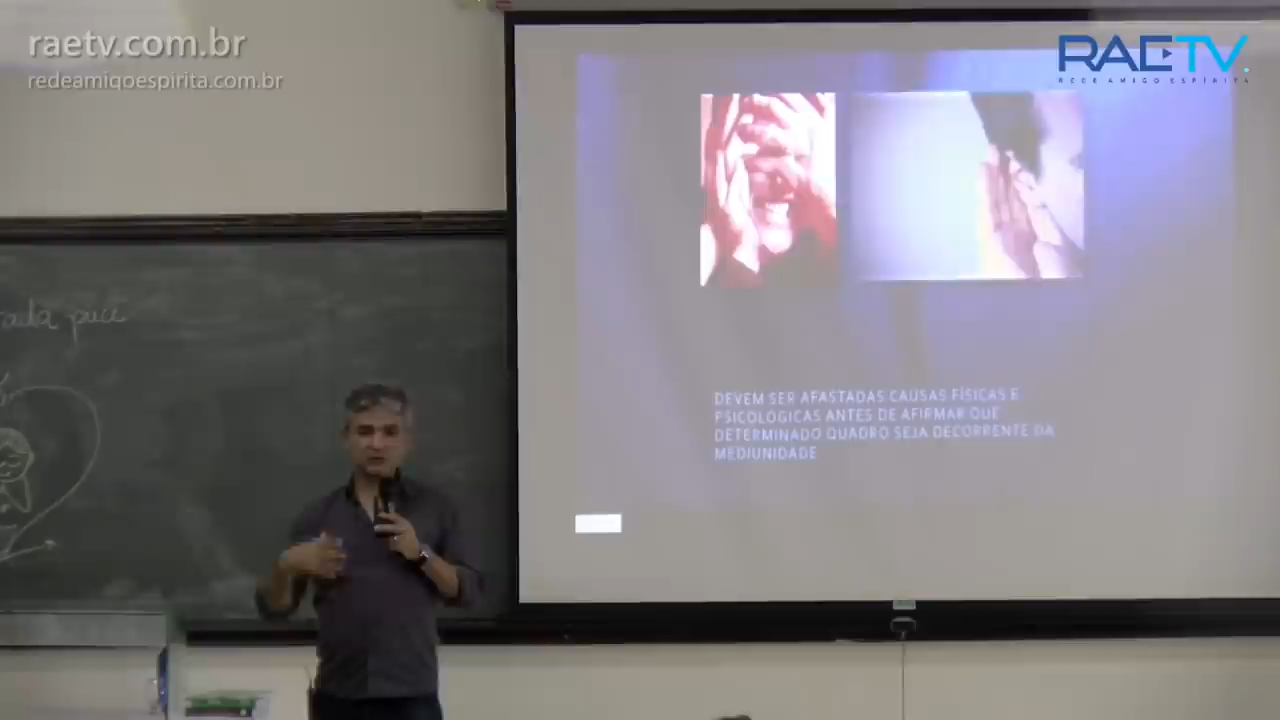 raetv.com.br
redeamigoespirita.com.br
RAETV.
REDE AMIGO ESPÍRITA
DEVEM SER AFASTADAS CAUSAS FÍSICAS E
PSICOLÓGICAS ANTES DE AFIRMAR QUE
DETERMINADO QUADRO SEJA DECORRENTE DA
MEDIUNIDADE